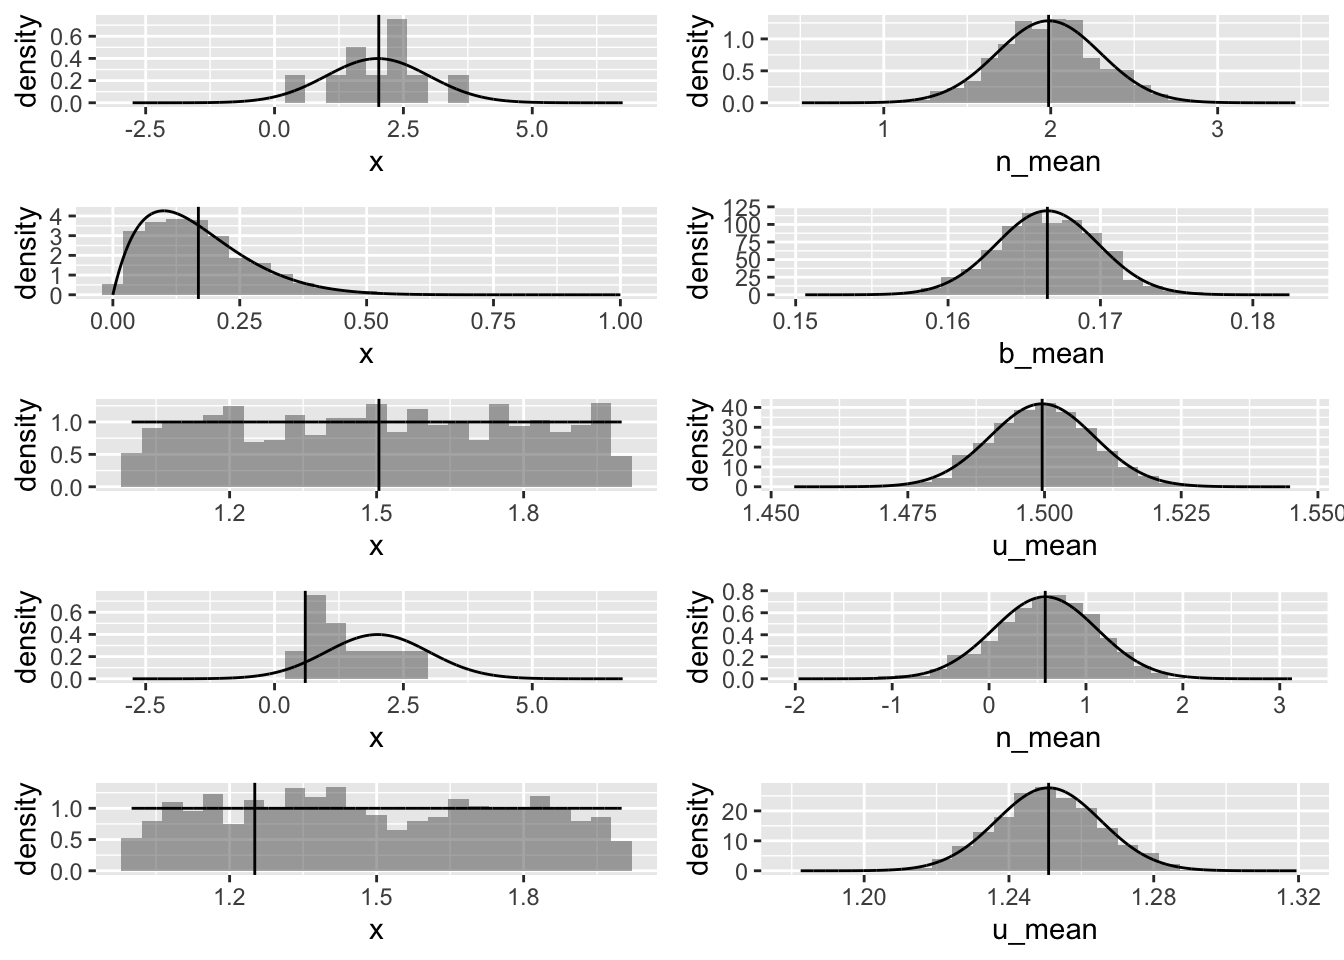 density
0.6
0.4
0.2
0.0
-2.5 0.0 2.5 5.0
x
density
1.0
0.5
0.0
1 2 3
n_mean
density
4
3
2
1
0
0.00 0.25 0.50 0.75 1.00
x
density
125
100
75
50
25
0
0.15 0.16 0.17 0.18
b_mean
density
1.0
0.5
0.0
1.2 1.5 1.8
x
density
40
30
20
10
0
1.450 1.475 1.500 1.525 1.550
u_mean
density
0.6
0.4
0.2
0.0
-2.5 0.0 2.5 5.0
x
density
0.8
0.6
0.4
0.2
0.0
-2 -1 0 1 2 3
n_mean
density
1.0
0.5
0.0
1.2 1.5 1.8
x
density
20
10
0
1.20 1.24 1.28 1.32
u_mean